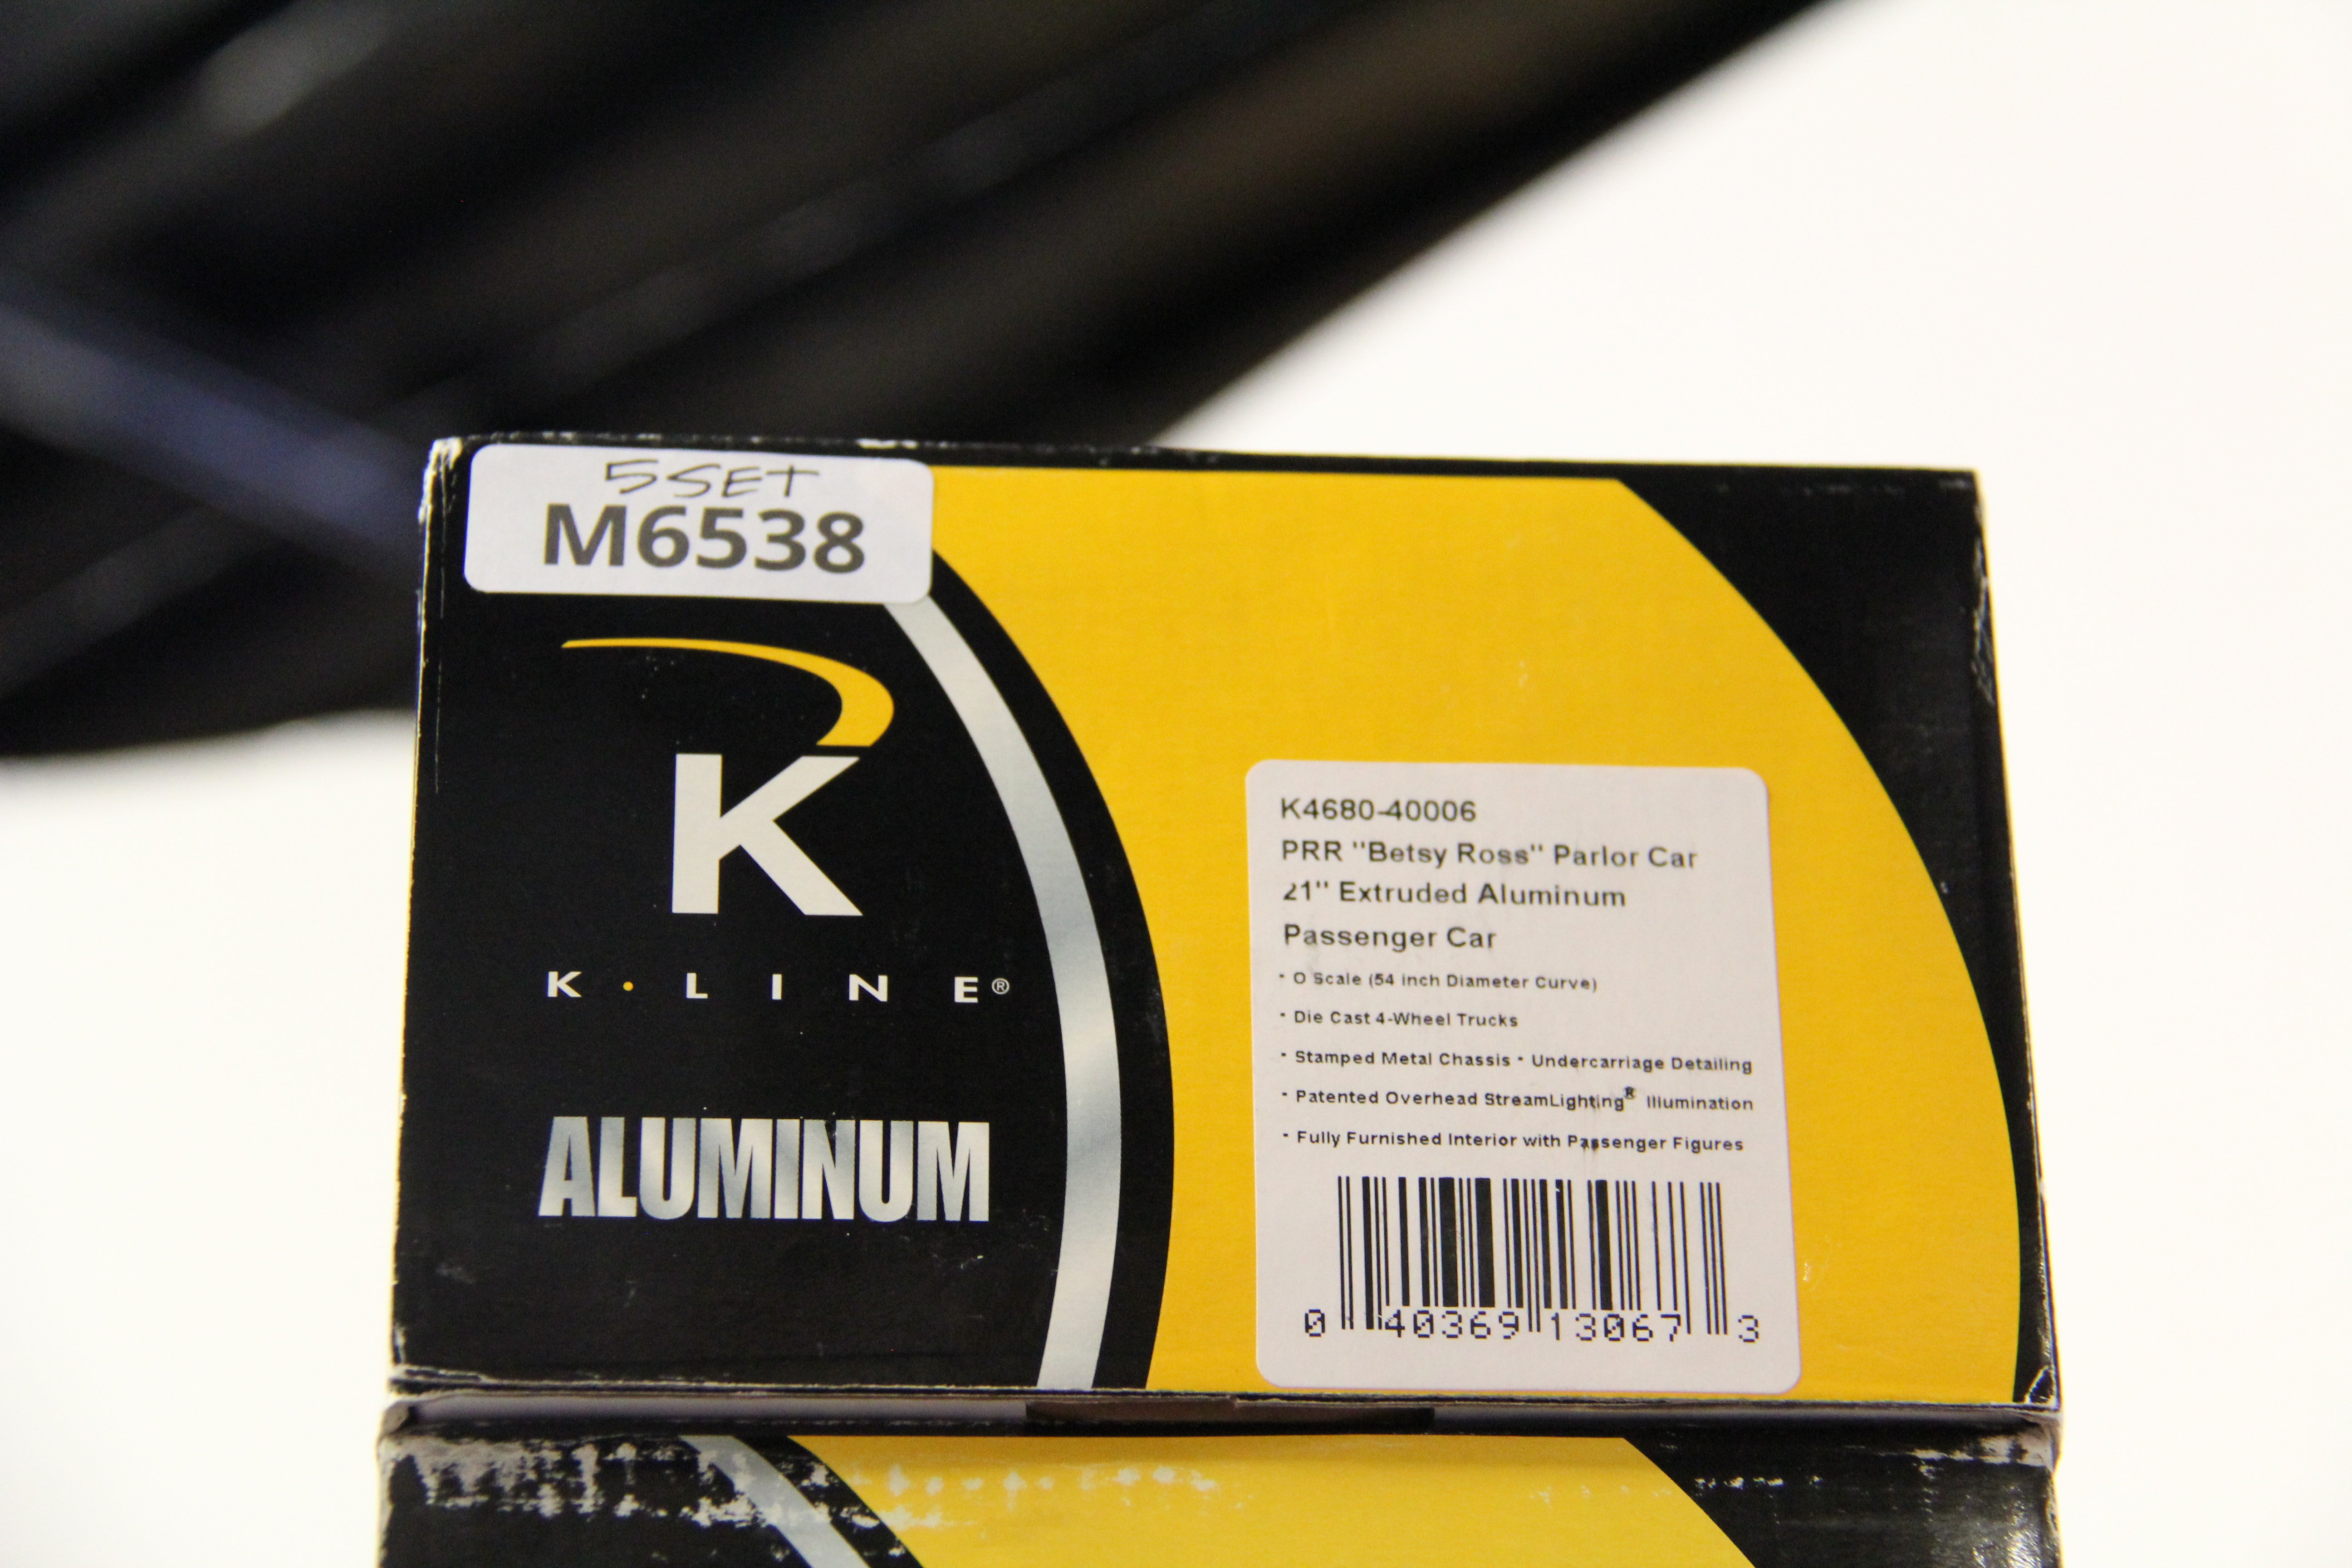 5 SET
M6538
K
K·LINE®
ALUMINUM
K4680-40006
PRR "Betsy Ross" Parlor Car
21" Extruded Aluminum
Passenger Car
· O Scale (54 inch Diameter Curve)
· Die Cast 4-Wheel Trucks
· Stamped Metal Chassis · Undercarriage Detailing
· Patented Overhead StreamLighting® Illumination
· Fully Furnished Interior with Passenger Figures
0 40369 13067 3